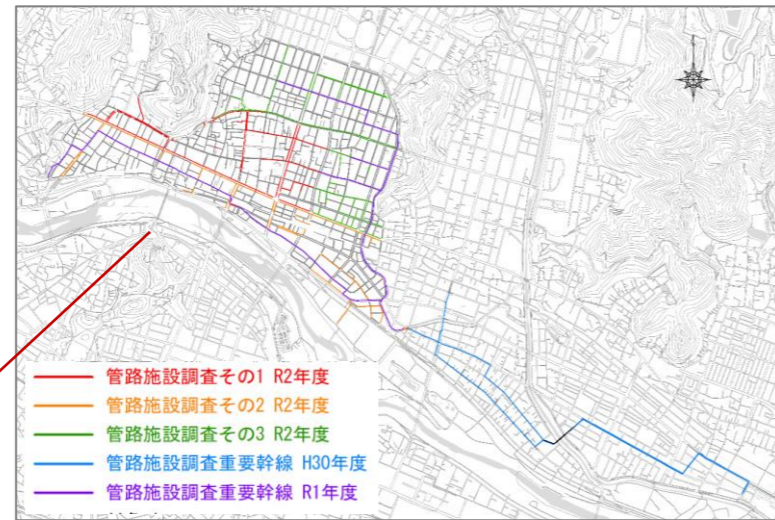 管路施設調査その1 R2年度
管路施設調査その2 R2年度
管路施設調査その3 R2年度
管路施設調査重要幹線 H30年度
管路施設調査重要幹線 R1年度